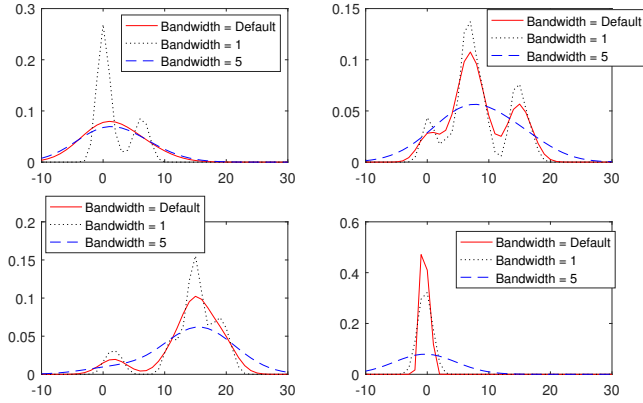 0.3
0.2
0.1
0
-10 0 10 20 30
Bandwidth = Default
Bandwidth = 1
Bandwidth = 5
0.15
0.1
0.05
0
-10 0 10 20 30
Bandwidth = Default
Bandwidth = 1
Bandwidth = 5
0.2
0.15
0.1
0.05
0
-10 0 10 20 30
Bandwidth = Default
Bandwidth = 1
Bandwidth = 5
0.6
0.4
0.2
0
-10 0 10 20 30
Bandwidth = Default
Bandwidth = 1
Bandwidth = 5